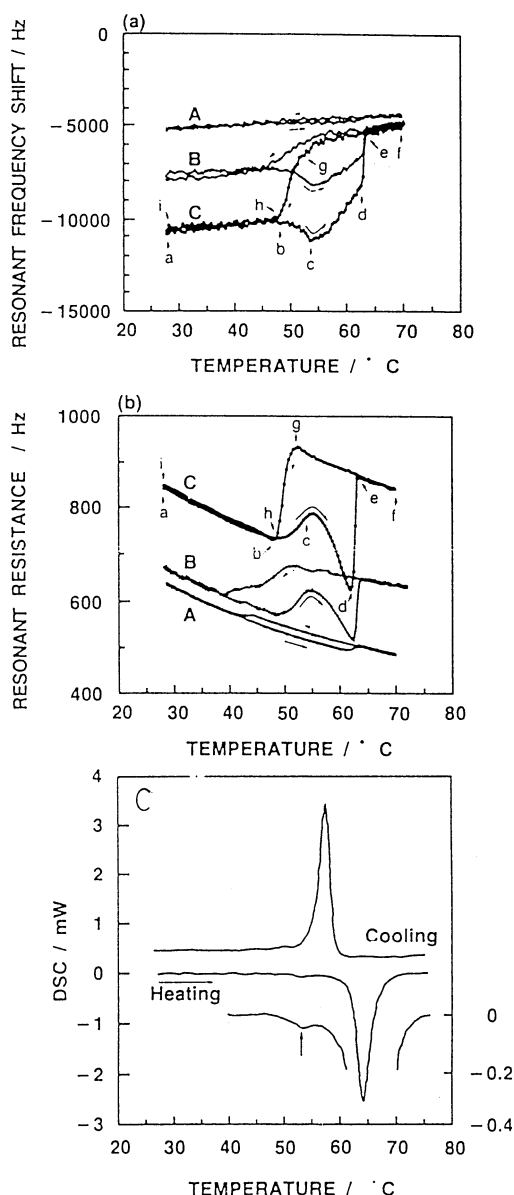 (a)
RESONANT FREQUENCY SHIFT / Hz
0
−5000
−10000
−15000
A
B
C
i
a
h
b
c
g
d
e
f
20 30 40 50 60 70 80
TEMPERATURE / ° C
(b)
RESONANT RESISTANCE / Hz
1000
800
600
400
i
a
C
h
b
g
c
d
e
f
B
A
20 30 40 50 60 70 80
TEMPERATURE / ° C
C
DSC / mW
4
3
2
1
0
−1
−2
−3
Cooling
Heating
0
−0.2
−0.4
20 30 40 50 60 70 80
TEMPERATURE / ° C